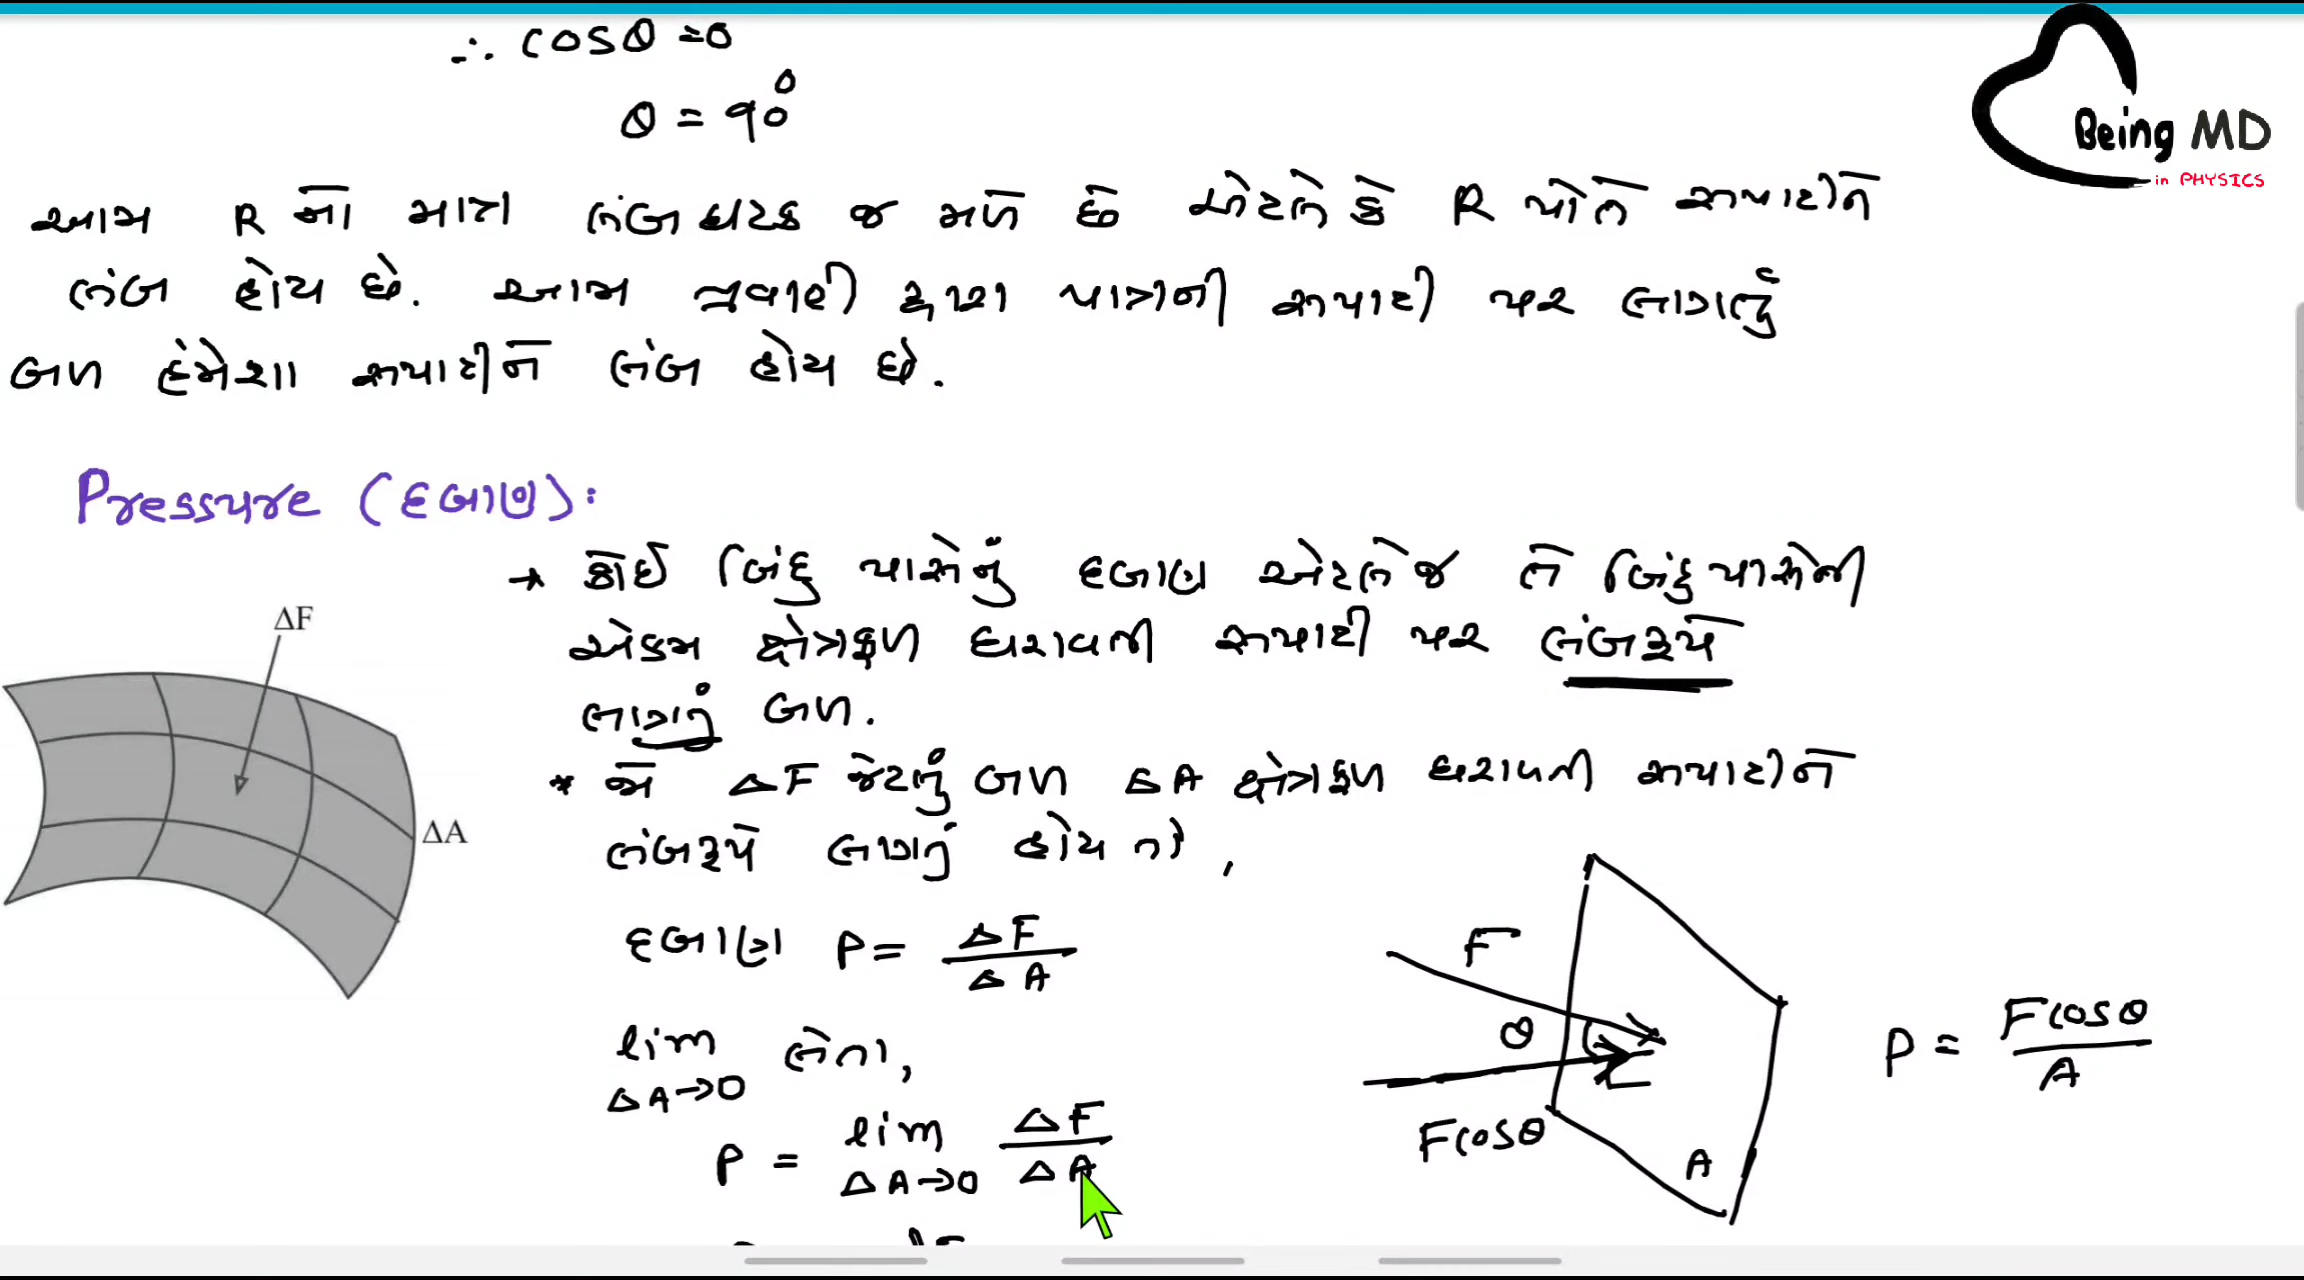 ∴ cosθ = 0
θ = 90°
Being MD
in PHYSICS
આમ R નો માત્ર લંબ ઘટક જ મળે છે એટલે કે R પોતે સપાટીને
લંબ હોય છે. આમ પ્રવાહી દ્વારા પાત્રની સપાટી પર લાગતું
બળ હંમેશા સપાટીને લંબ હોય છે.
Pressure (દબાણ):
→ કોઈ બિંદુ પાસેનું દબાણ એટલેજ તે બિંદુ પાસેની
એકમ ક્ષેત્રફળ ધરાવતી સપાટી પર લંબરૂપે
લાગતું બળ.
* જો ΔF જેટલું બળ ΔA ક્ષેત્રફળ ધરાવતી સપાટીને
લંબરૂપે લાગતું હોય તો,
દબાણ P = ΔF/ΔA
lim ΔA→0 લેતા,
P = lim ΔA→0 ΔF/ΔA
ΔF
ΔA
F
θ
Fcosθ
A
P = Fcosθ/A